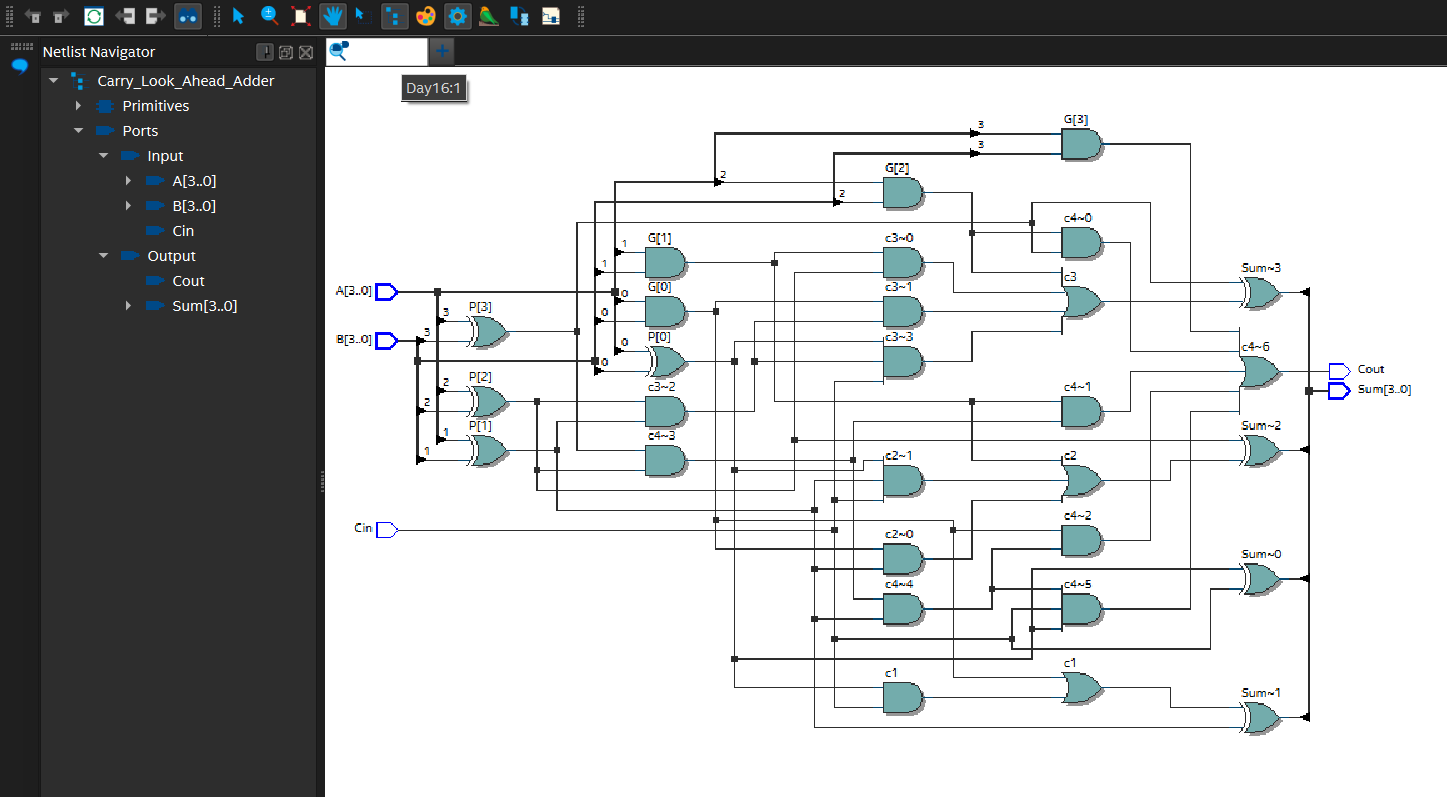 Netlist Navigator
Carry_Look_Ahead_Adder
Primitives
Ports
Input
A[3..0]
B[3..0]
Cin
Output
Cout
Sum[3..0]
Day16:1
3
G[3]
3
2
G[2]
2
c4~0
1
G[1]
c3~0
1
c3
Sum~3
A[3..0]
0
G[0]
c3~1
P[3]
3
0
B[3..0]
3
0
P[0]
c3~3
c4~6
0
Cout
P[2]
2
c3~2
c4~1
Sum[3..0]
2
P[1]
1
c4~3
Sum~2
1
c2~1
c2
Cin
c4~2
c2~0
Sum~0
c4~4
c4~5
c1
c1
Sum~1